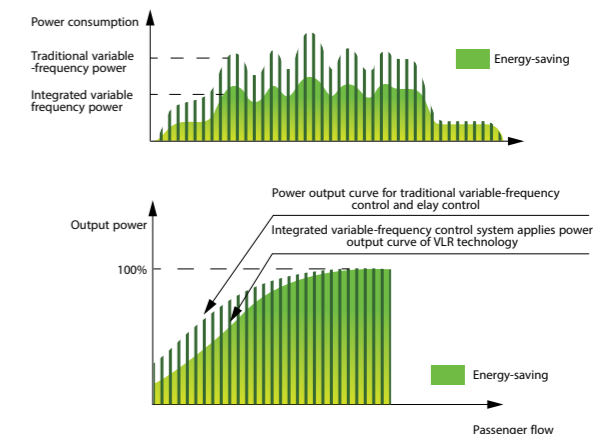 Power consumption
Traditional variable
-frequency power
Integrated variable
frequency power
Energy-saving
Power output curve for traditional variable-frequency
control and elay control
Output power
Integrated variable-frequency control system applies power
output curve of VLR technology
100%
Energy-saving
Passenger flow